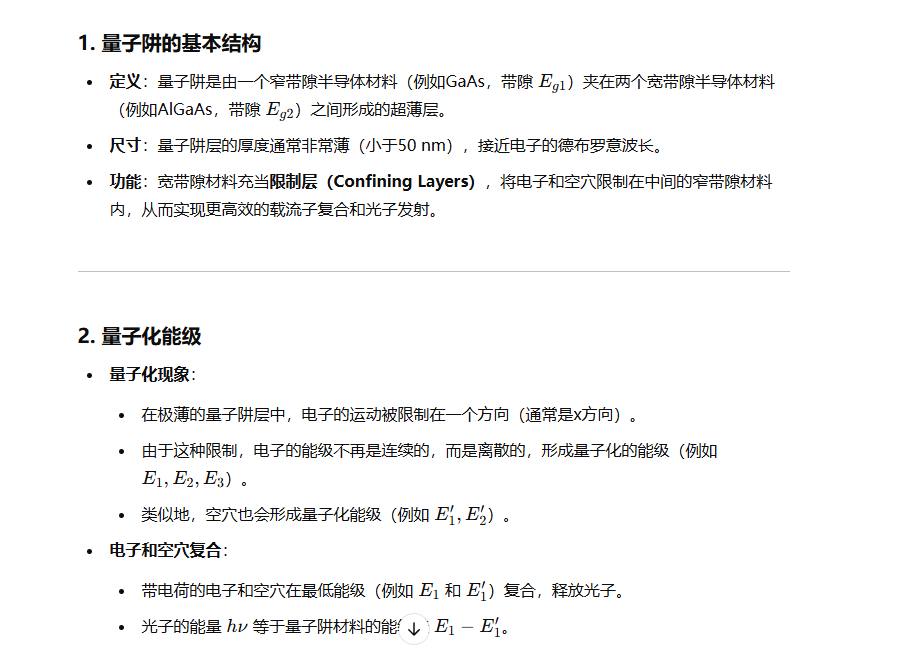 1. 量子阱的基本结构
• 定义：量子阱是由一个窄带隙半导体材料（例如GaAs，带隙 E_{g1}）夹在两个宽带隙半导体材料
（例如AlGaAs，带隙 E_{g2}）之间形成的超薄层。
• 尺寸：量子阱层的厚度通常非常薄（小于50 nm），接近电子的德布罗意波长。
• 功能：宽带隙材料充当限制层（Confining Layers），将电子和空穴限制在中间的窄带隙材料
内，从而实现更高效的载流子复合和光子发射。
2. 量子化能级
• 量子化现象：
• 在极薄的量子阱层中，电子的运动被限制在一个方向（通常是x方向）。
• 由于这种限制，电子的能级不再是连续的，而是离散的，形成量子化的能级（例如
E_1, E_2, E_3）。
• 类似地，空穴也会形成量子化能级（例如 E'_1, E'_2）。
• 电子和空穴复合：
• 带电荷的电子和空穴在最低能级（例如 E_1 和 E'_1）复合，释放光子。
• 光子的能量 hν 等于量子阱材料的能 E_1 − E'_1。